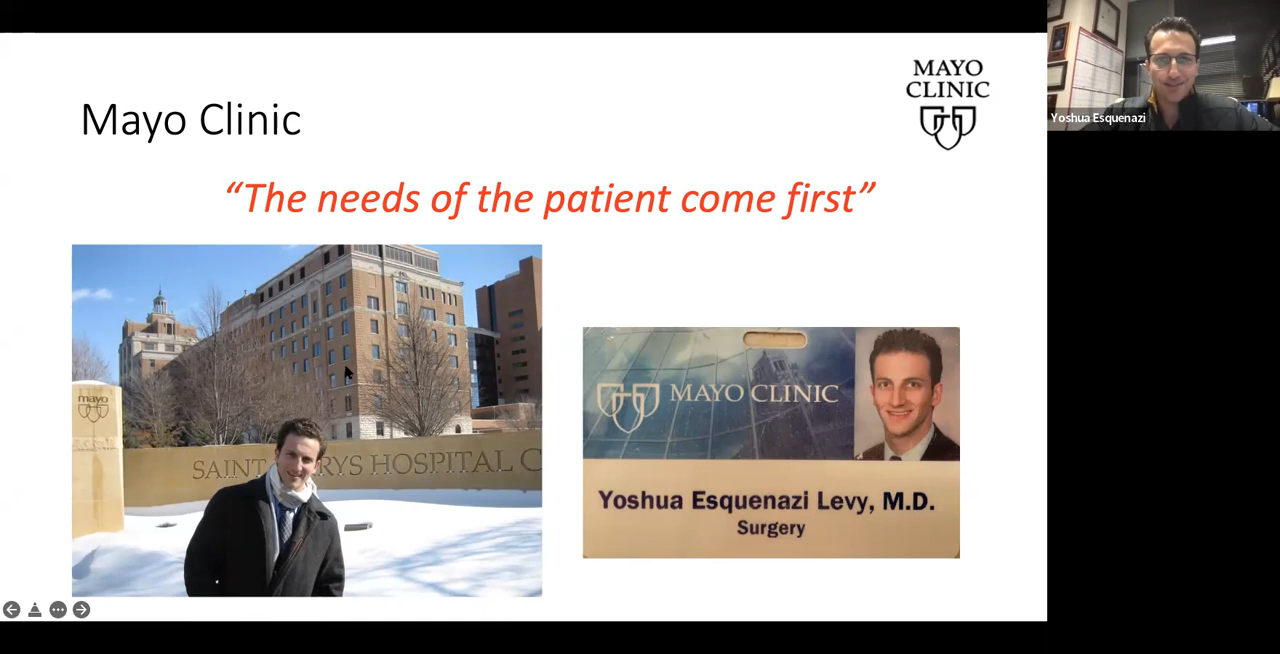 MAYO
CLINIC
Mayo Clinic
“The needs of the patient come first”
Yoshua Esquenazi
mayo
SAINT RYS HOSPITAL C
MAYO CLINIC
Yoshua Esquenazi Levy, M.D.
Surgery